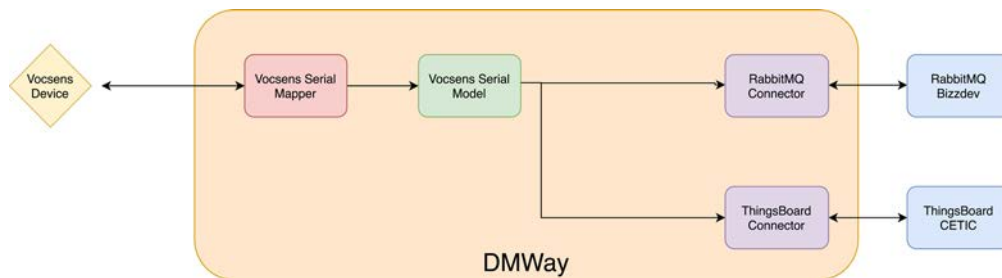 Vocsens
Device
Vocsens Serial
Mapper
Vocsens Serial
Model
RabbitMQ
Connector
RabbitMQ
Bizzdev
ThingsBoard
Connector
ThingsBoard
CETIC
DMWay